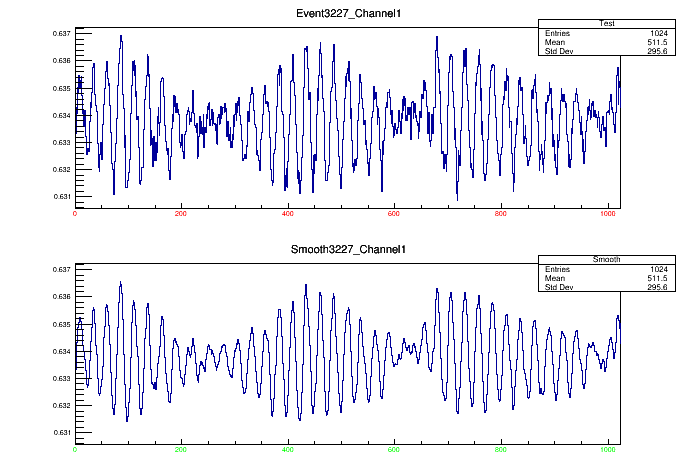 Event3227_Channel1
Test
Entries 1024
Mean 511.5
Std Dev 295.6
0.637
0.636
0.635
0.634
0.633
0.632
0.631
0 200 400 600 800 1000
Smooth3227_Channel1
Smooth
Entries 1024
Mean 511.5
Std Dev 295.6
0.637
0.636
0.635
0.634
0.633
0.632
0.631
0 200 400 600 800 1000